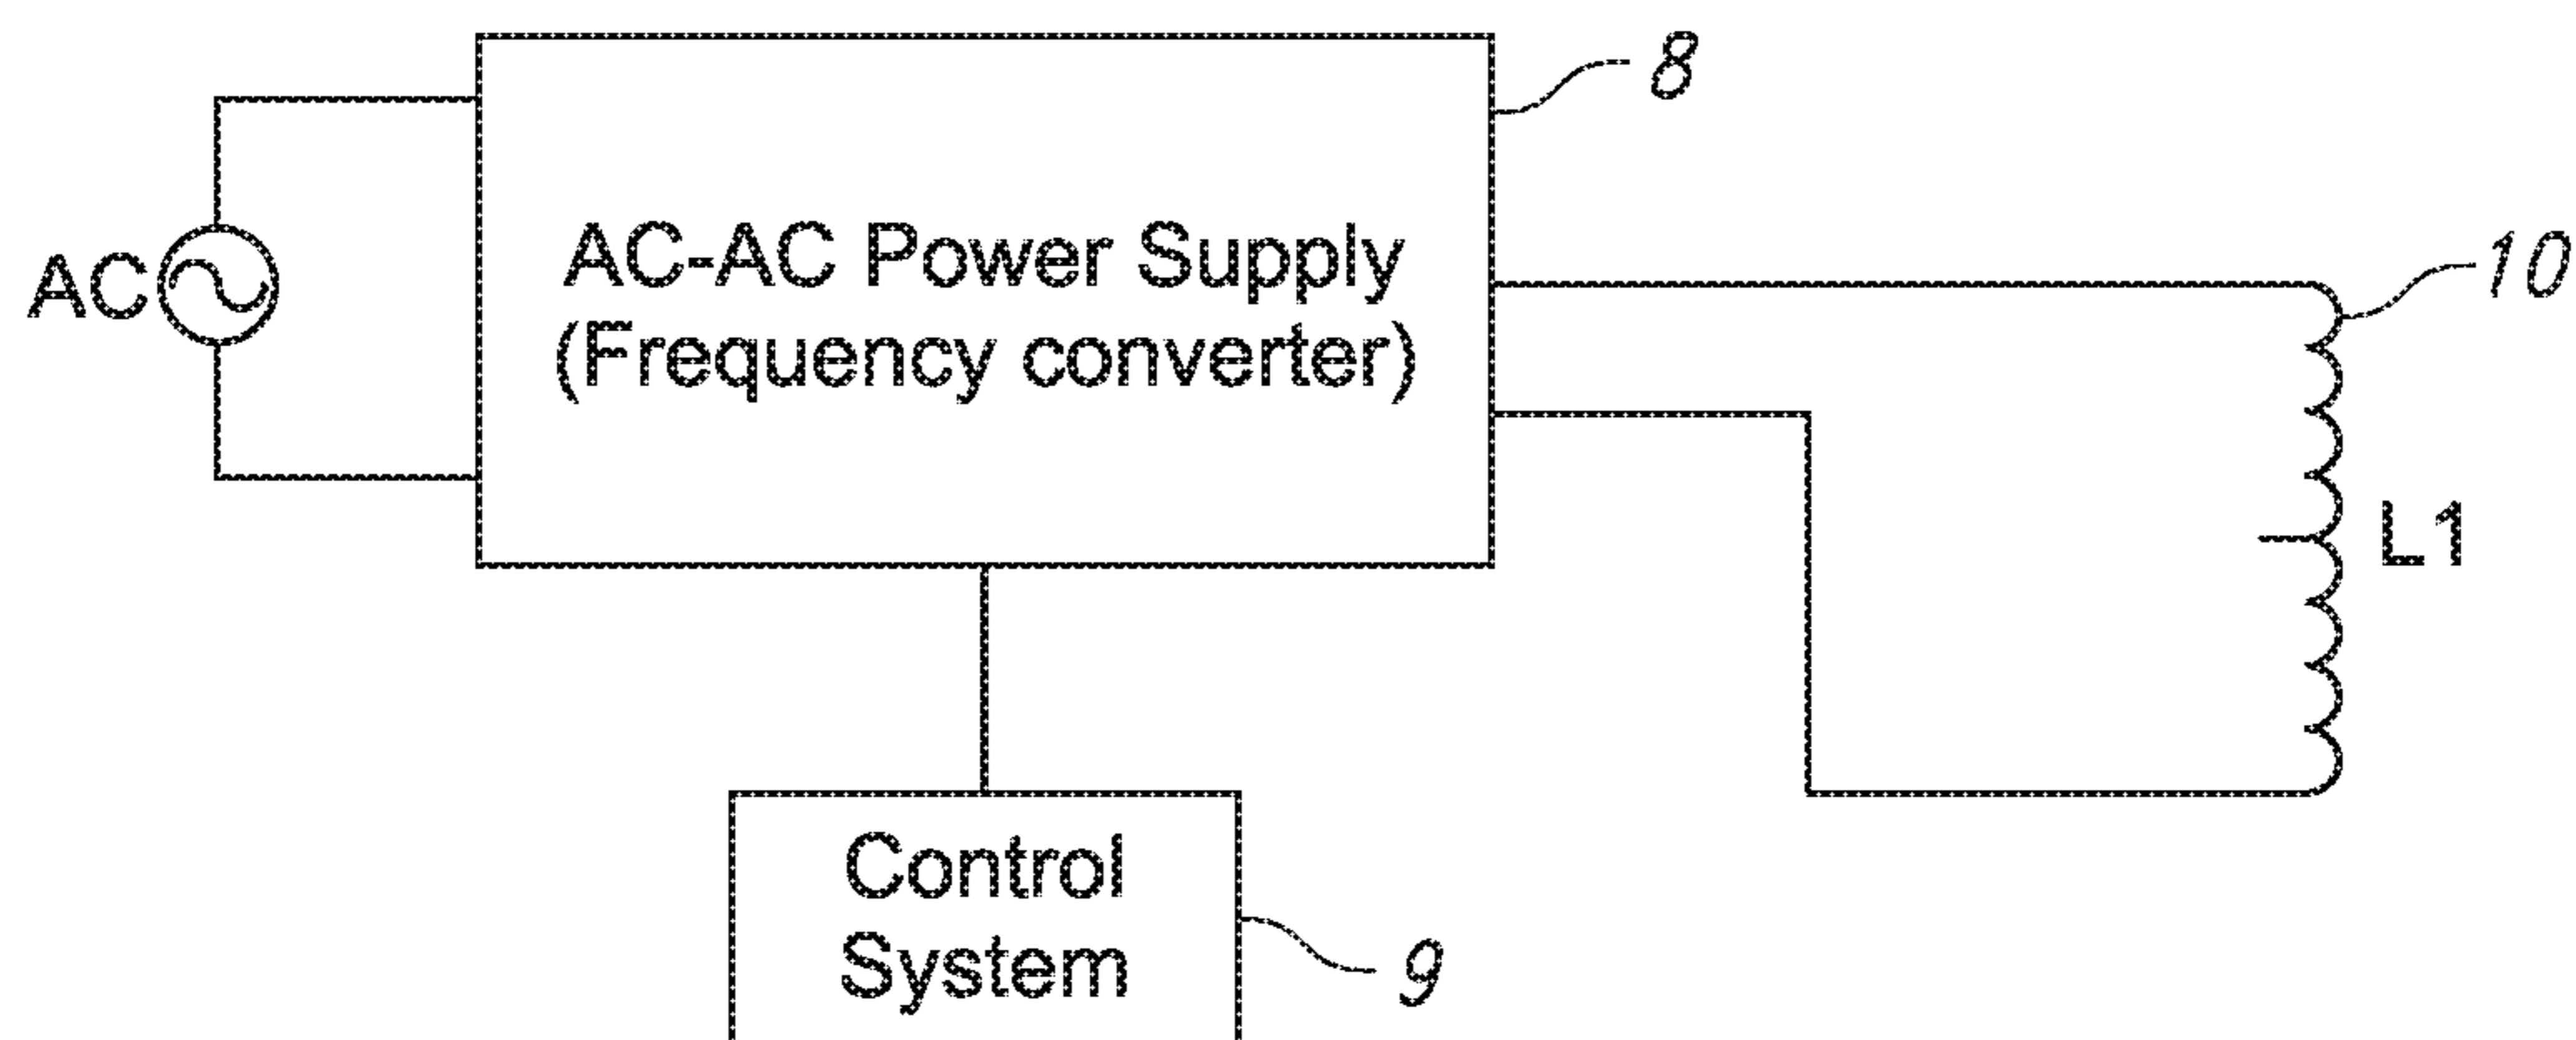 8
AC
AC-AC Power Supply
(Frequency converter)
10
L1
Control
System
9